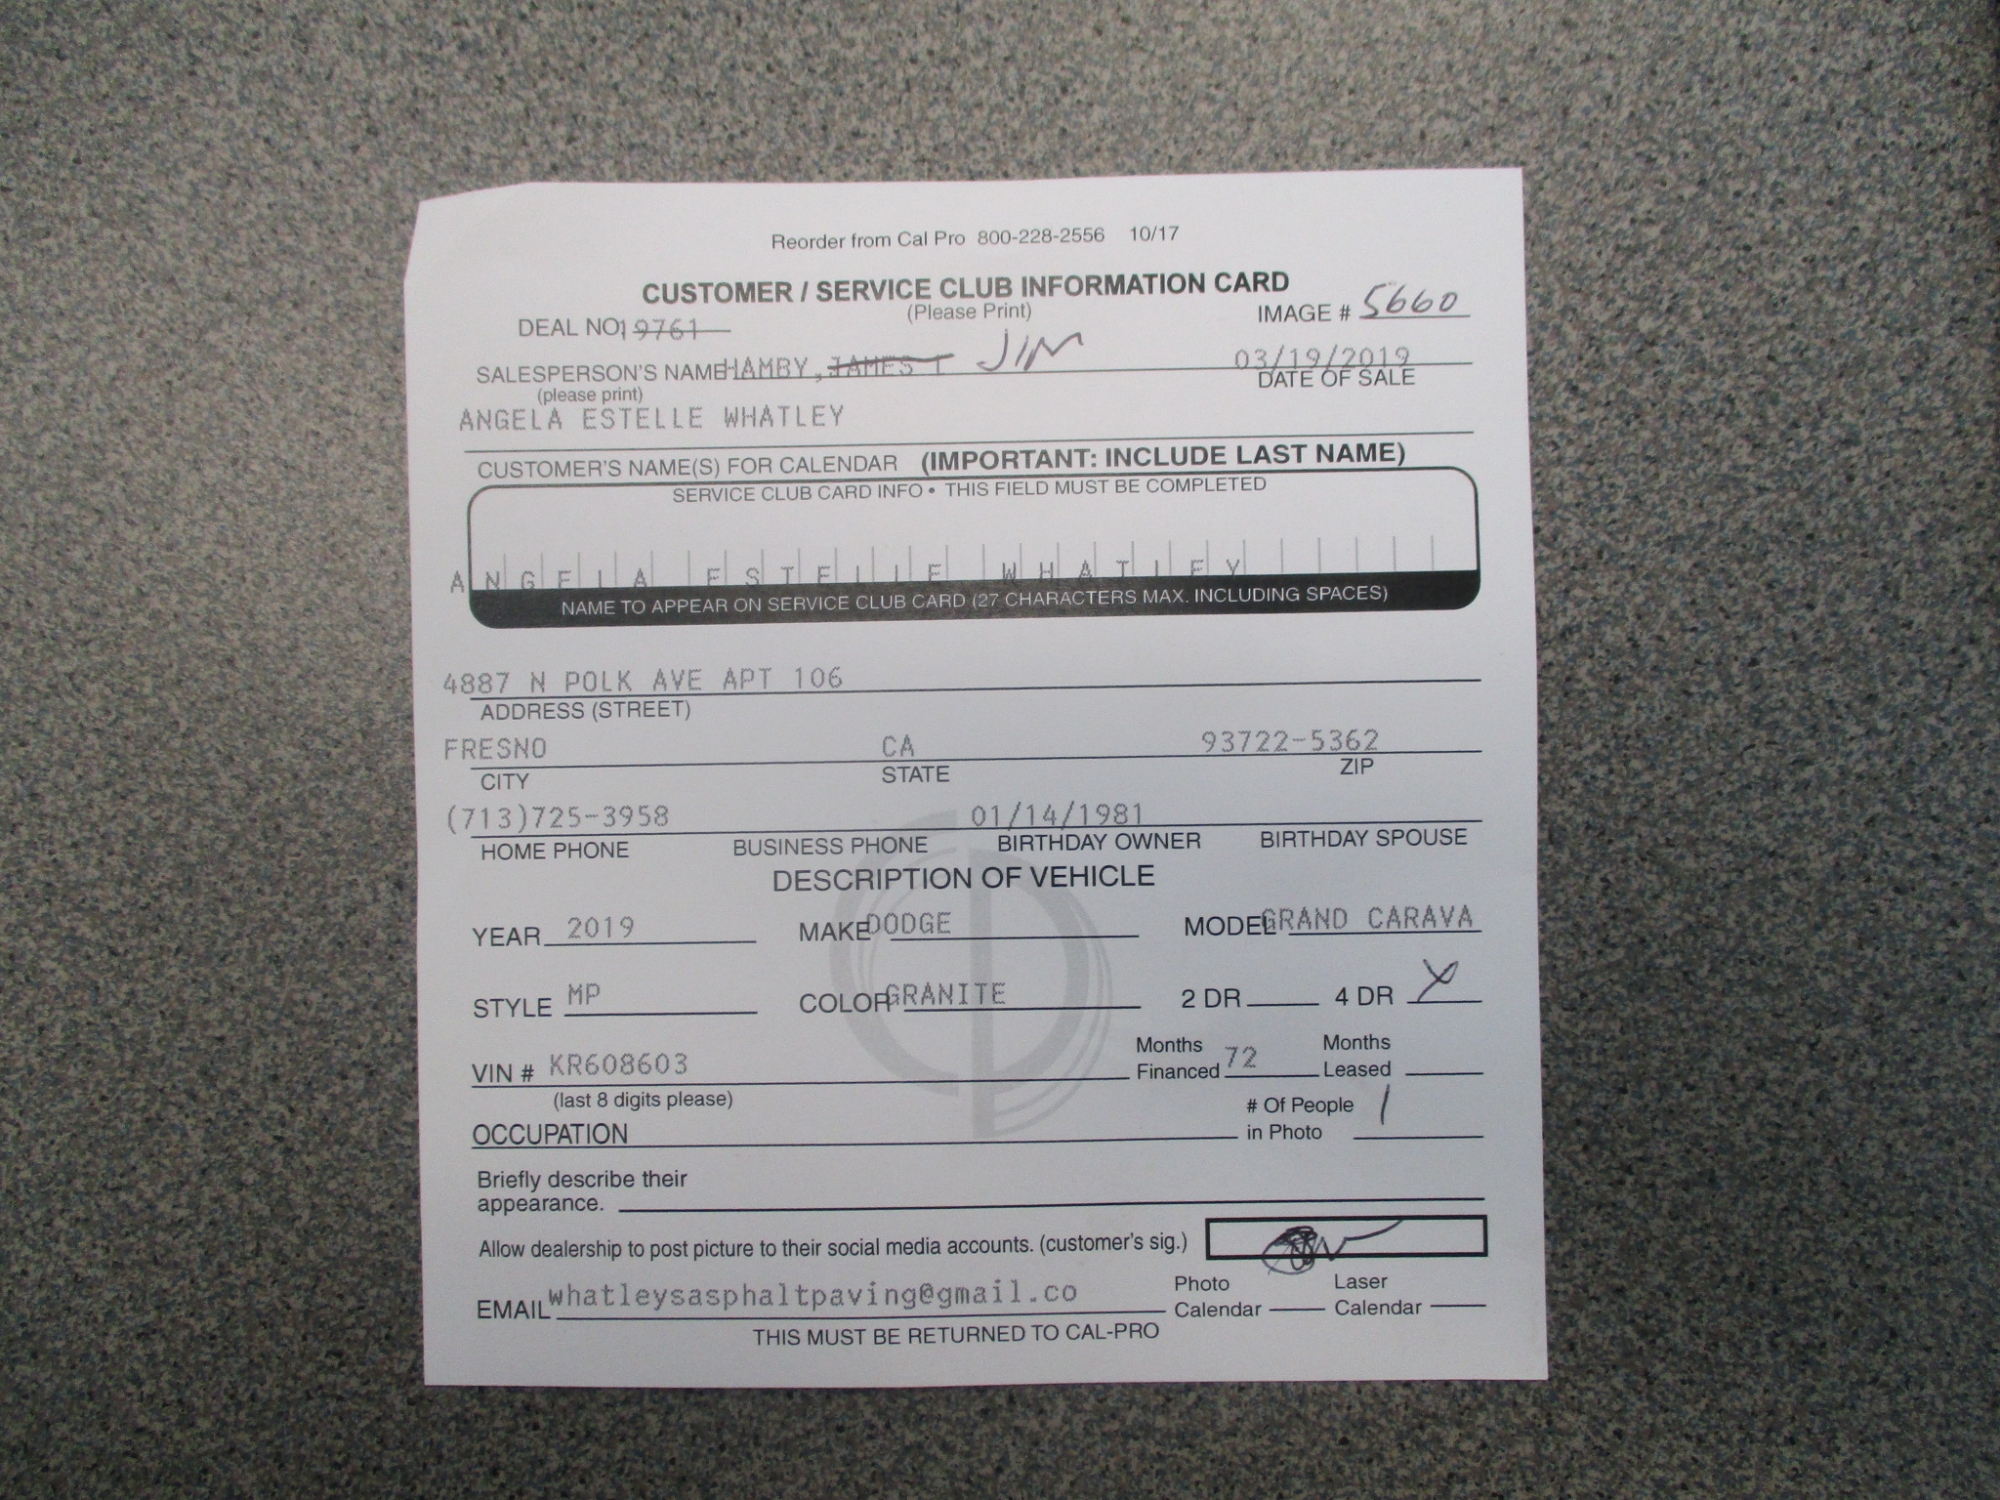 Reorder from Cal Pro 800-228-2556 10/17
CUSTOMER / SERVICE CLUB INFORMATION CARD
(Please Print)
IMAGE # 5660
DEAL NO. 19761
SALESPERSON'S NAME HAMBY, JAMES T JIM 03/19/2019
(please print) DATE OF SALE
ANGELA ESTELLE WHATLEY
CUSTOMER'S NAME(S) FOR CALENDAR (IMPORTANT: INCLUDE LAST NAME)
SERVICE CLUB CARD INFO • THIS FIELD MUST BE COMPLETED
ANGELA ESTELLE WHATLEY
NAME TO APPEAR ON SERVICE CLUB CARD (27 CHARACTERS MAX. INCLUDING SPACES)
4887 N POLK AVE APT 106
ADDRESS (STREET)
FRESNO CA 93722-5362
CITY STATE ZIP
(713)725-3958 01/14/1981
HOME PHONE BUSINESS PHONE BIRTHDAY OWNER BIRTHDAY SPOUSE
DESCRIPTION OF VEHICLE
YEAR 2019 MAKE DODGE MODEL GRAND CARAVA
STYLE MP COLOR GRANITE 2 DR 4 DR X
VIN # KR608603 Months Financed 72 Months Leased
(last 8 digits please)
OCCUPATION # Of People in Photo 1
Briefly describe their
appearance.
Allow dealership to post picture to their social media accounts. (customer's sig.)
EMAIL whatleysasphaltpaving@gmail.co Photo Calendar Laser Calendar
THIS MUST BE RETURNED TO CAL-PRO